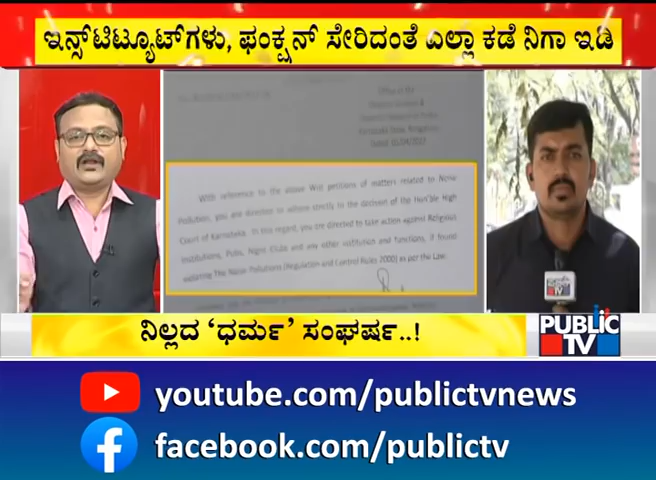 ಇನ್ಸ್‌ಟಿಟ್ಯೂಟ್‌ಗಳು, ಫಂಕ್ಷನ್ ಸೇರಿದಂತೆ ಎಲ್ಲಾ ಕಡೆ ನಿಗಾ ಇಡಿ
Office of the
With reference to the above Writ petitions of matters related to Noise
Pollution, you are directed to adhere strictly to the decision of the Hon'ble High
Court of Karnataka. In this regard, you are directed to take action against Religious
Institutions, Pubs, Night Clubs and any other institution and functions, if found
violating The Noise Pollutions (Regulation and Control Rules 2000) as per the Law.
ನಿಲ್ಲದ ‘ಧರ್ಮ’ ಸಂಘರ್ಷ..!
PUBLIC
TV
youtube.com/publictvnews
facebook.com/publictv